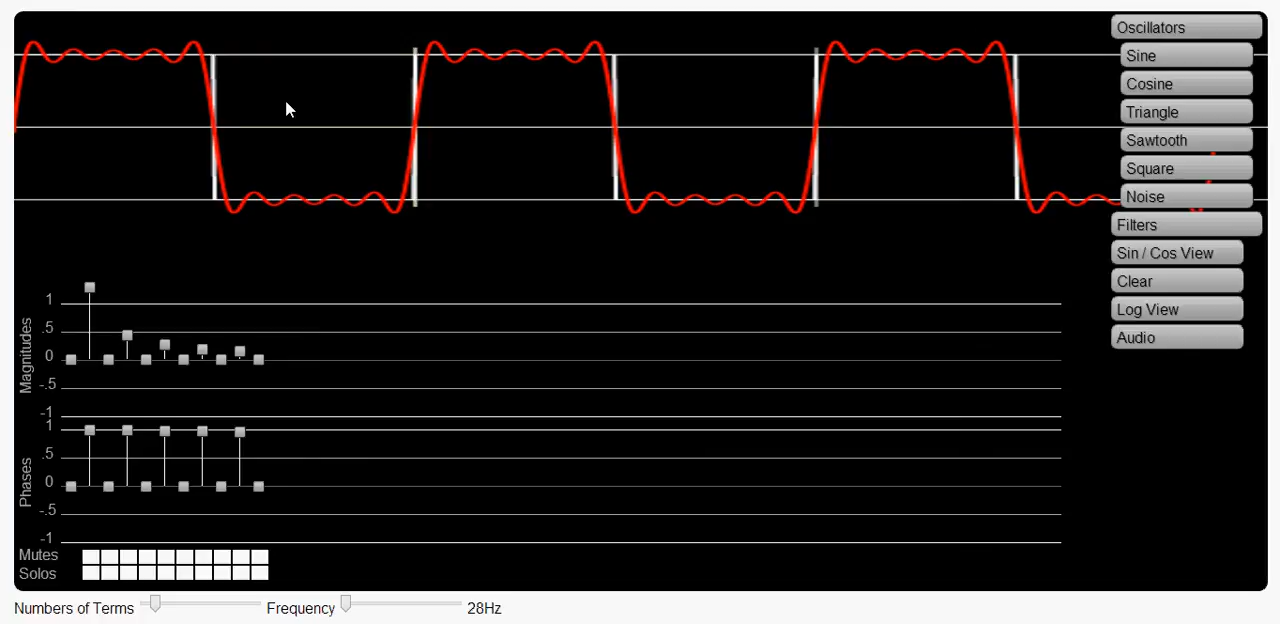 Oscillators
Sine
Cosine
Triangle
Sawtooth
Square
Noise
Filters
Sin / Cos View
Clear
Log View
Audio
Magnitudes
1
.5
0
-.5
-1
Phases
1
.5
0
-.5
-1
Mutes
Solos
Numbers of Terms Frequency 28Hz